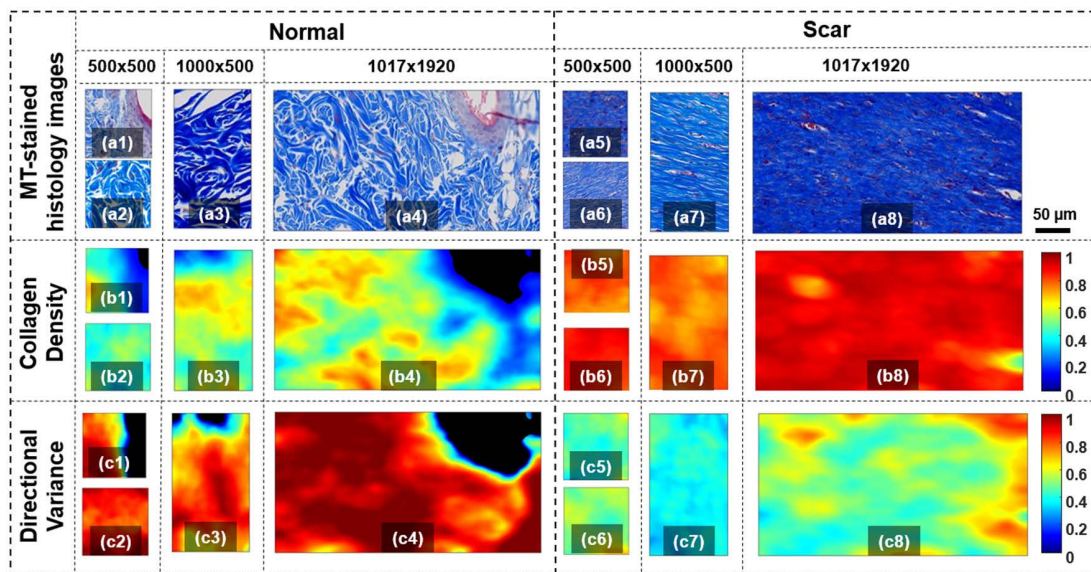 Normal
Scar
500x500
1000x500
1017x1920
500x500
1000x500
1017x1920
MT-stained
histology images
(a1)
(a2)
(a3)
(a4)
(a5)
(a6)
(a7)
(a8)
50 µm
Collagen
Density
(b1)
(b2)
(b3)
(b4)
(b5)
(b6)
(b7)
(b8)
1
0.8
0.6
0.4
0.2
0
Directional
Variance
(c1)
(c2)
(c3)
(c4)
(c5)
(c6)
(c7)
(c8)
1
0.8
0.6
0.4
0.2
0